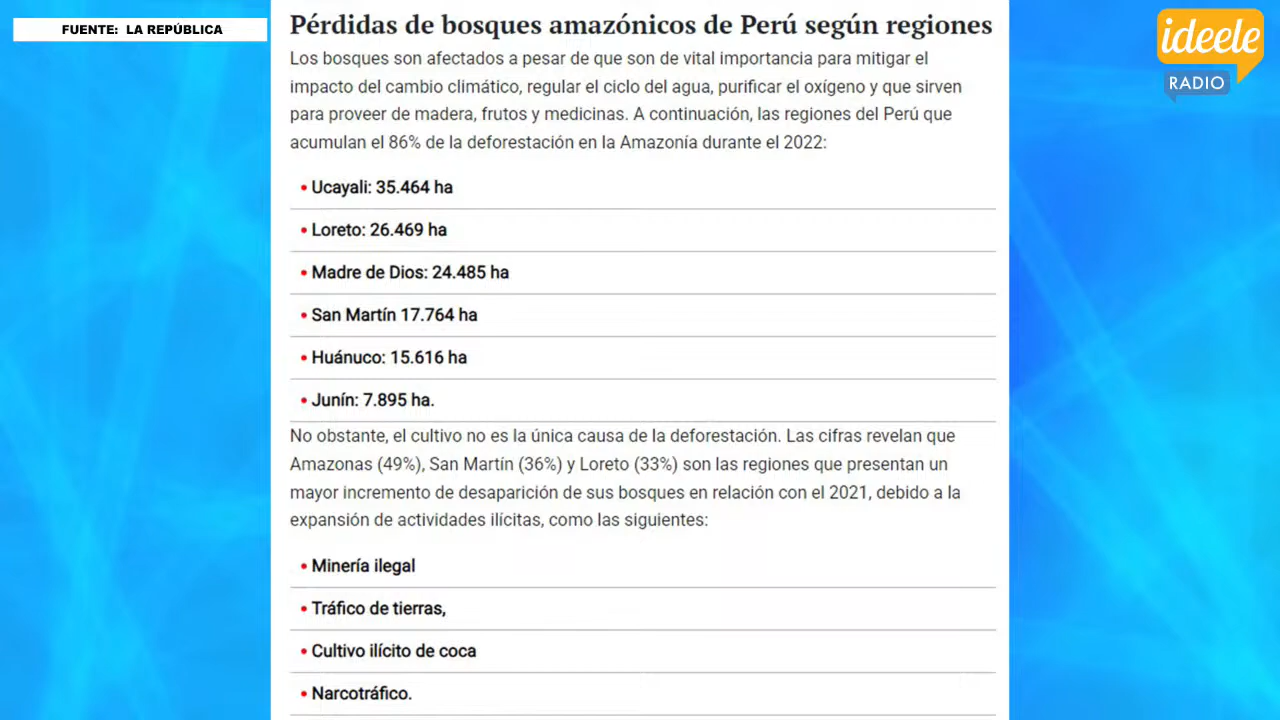 FUENTE: LA REPÚBLICA
ideele
RADIO
Pérdidas de bosques amazónicos de Perú según regiones
Los bosques son afectados a pesar de que son de vital importancia para mitigar el
impacto del cambio climático, regular el ciclo del agua, purificar el oxígeno y que sirven
para proveer de madera, frutos y medicinas. A continuación, las regiones del Perú que
acumulan el 86% de la deforestación en la Amazonía durante el 2022:
• Ucayali: 35.464 ha
• Loreto: 26.469 ha
• Madre de Dios: 24.485 ha
• San Martín 17.764 ha
• Huánuco: 15.616 ha
• Junín: 7.895 ha.
No obstante, el cultivo no es la única causa de la deforestación. Las cifras revelan que
Amazonas (49%), San Martín (36%) y Loreto (33%) son las regiones que presentan un
mayor incremento de desaparición de sus bosques en relación con el 2021, debido a la
expansión de actividades ilícitas, como las siguientes:
• Minería ilegal
• Tráfico de tierras,
• Cultivo ilícito de coca
• Narcotráfico.